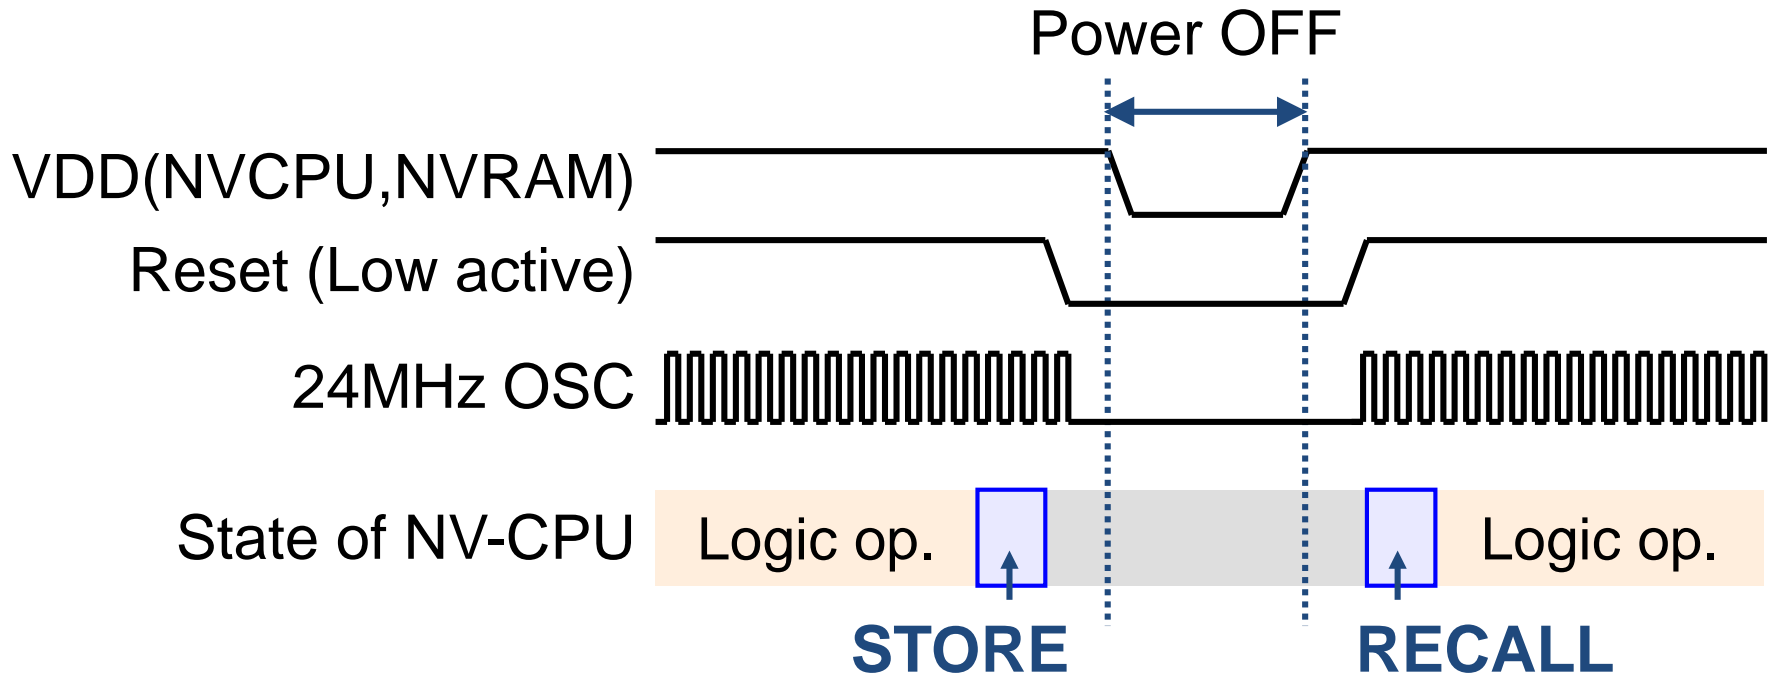 Power OFF
VDD(NVCPU,NVRAM)
Reset (Low active)
24MHz OSC
State of NV-CPU
Logic op.
Logic op.
STORE
RECALL